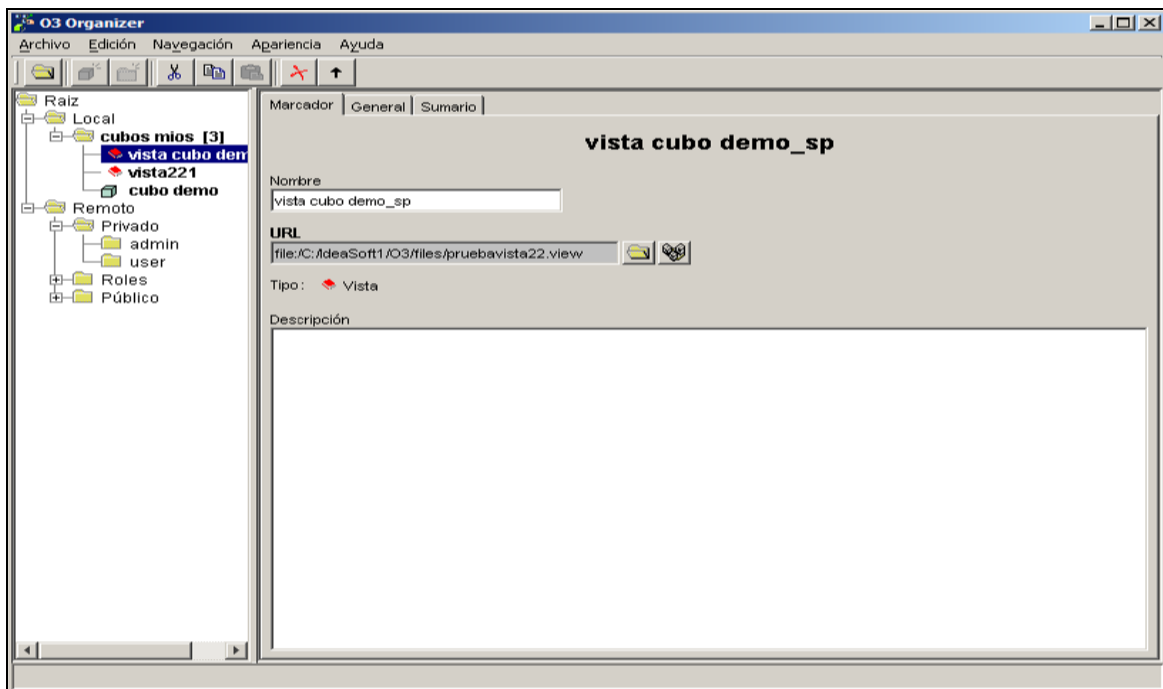 O3 Organizer
Archivo Edición Navegación Apariencia Ayuda
Raiz
Local
cubos mios [3]
vista cubo dem
vista221
cubo demo
Remoto
Privado
admin
user
Roles
Público
Marcador General Sumario
vista cubo demo_sp
Nombre
vista cubo demo_sp
URL
file:/C:/IdeaSoft1/O3/files/pruebavista22.view
Tipo: Vista
Descripción